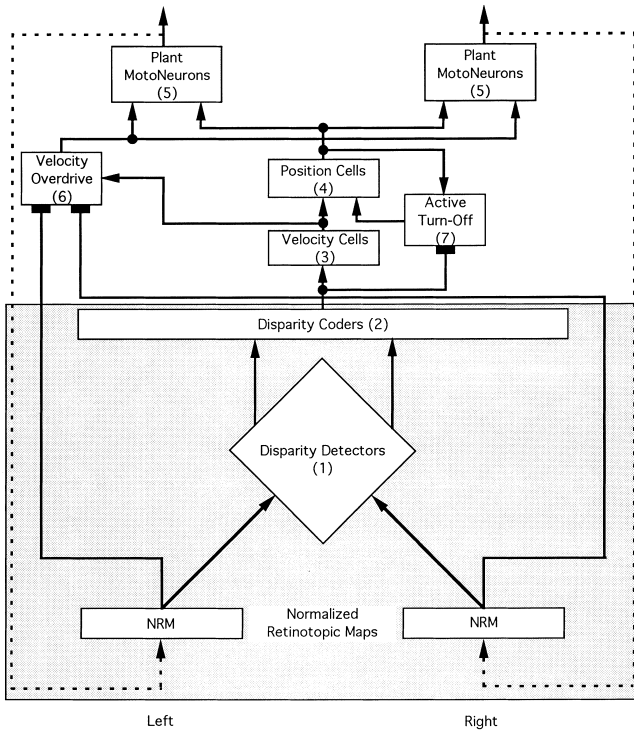 Plant
MotoNeurons
(5)
Plant
MotoNeurons
(5)
Velocity
Overdrive
(6)
Position Cells
(4)
Active
Turn-Off
(7)
Velocity Cells
(3)
Disparity Coders (2)
Disparity Detectors
(1)
NRM
Normalized
Retinotopic Maps
NRM
Left
Right